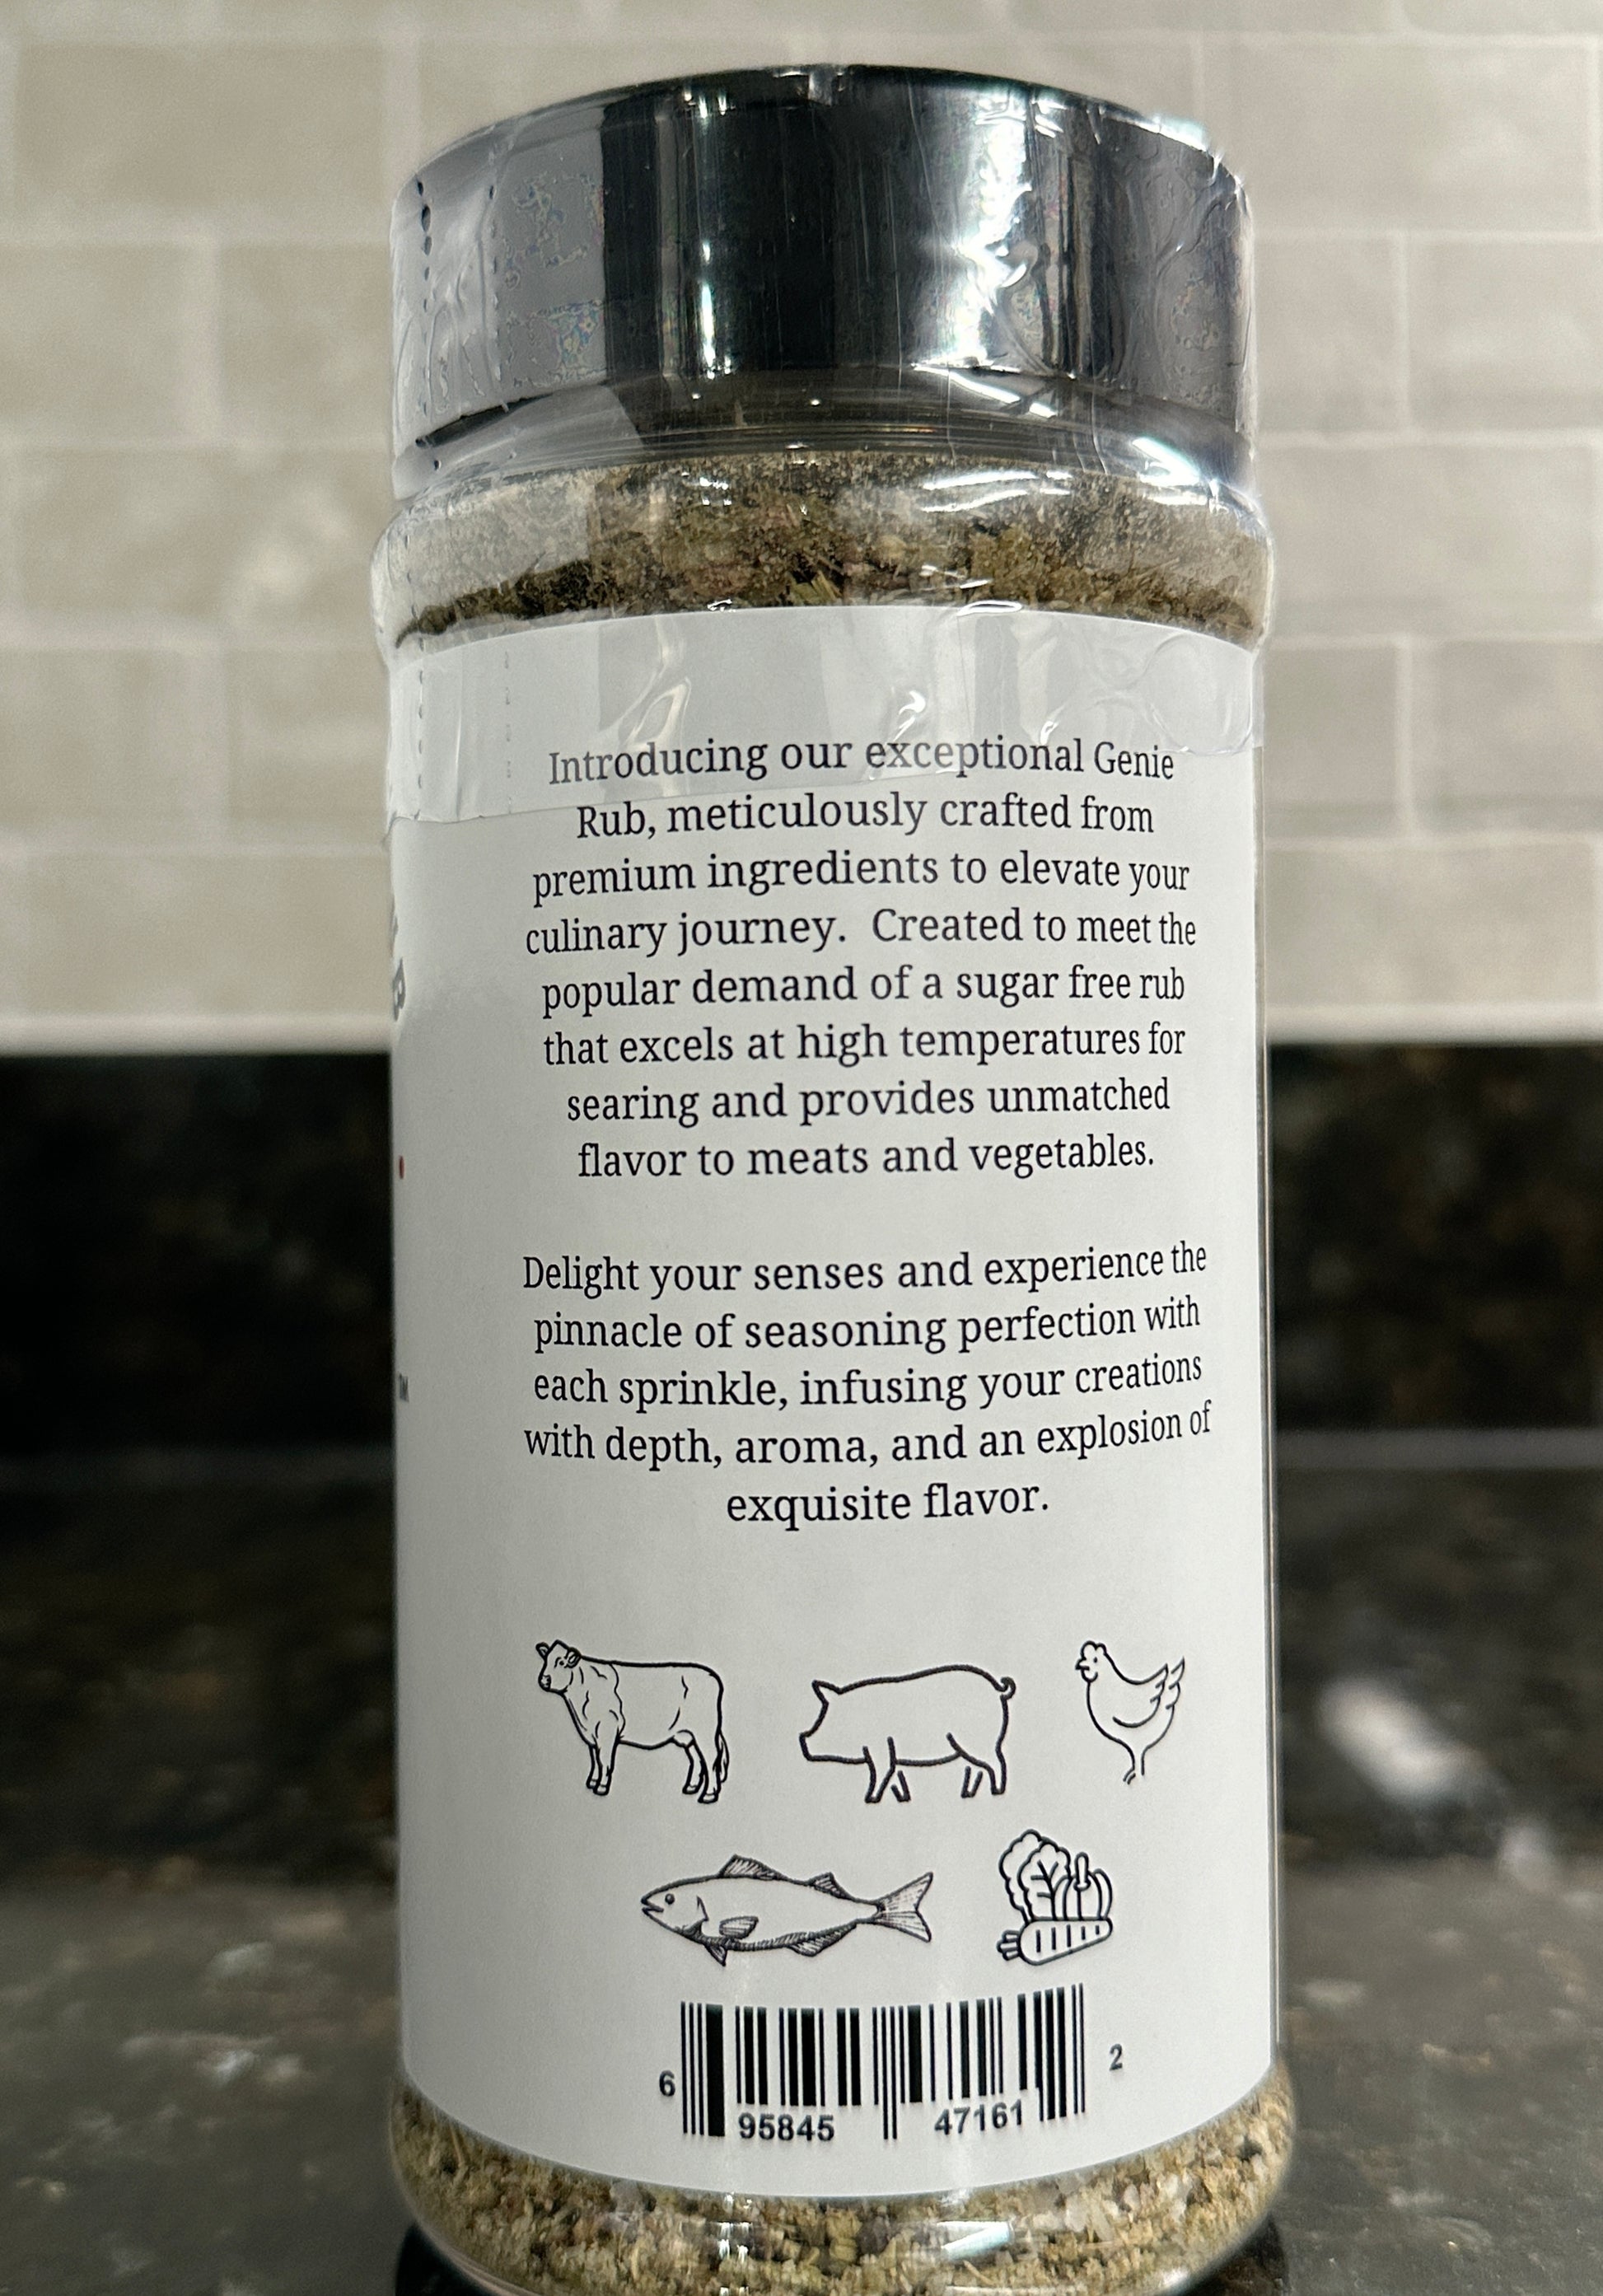 Introducing our exceptional Genie
Rub, meticulously crafted from
premium ingredients to elevate your
culinary journey.  Created to meet the
popular demand of a sugar free rub
that excels at high temperatures for
searing and provides unmatched
flavor to meats and vegetables.
Delight your senses and experience the
pinnacle of seasoning perfection with
each sprinkle, infusing your creations
with depth, aroma, and an explosion of
exquisite flavor.
6 95845 47161 2